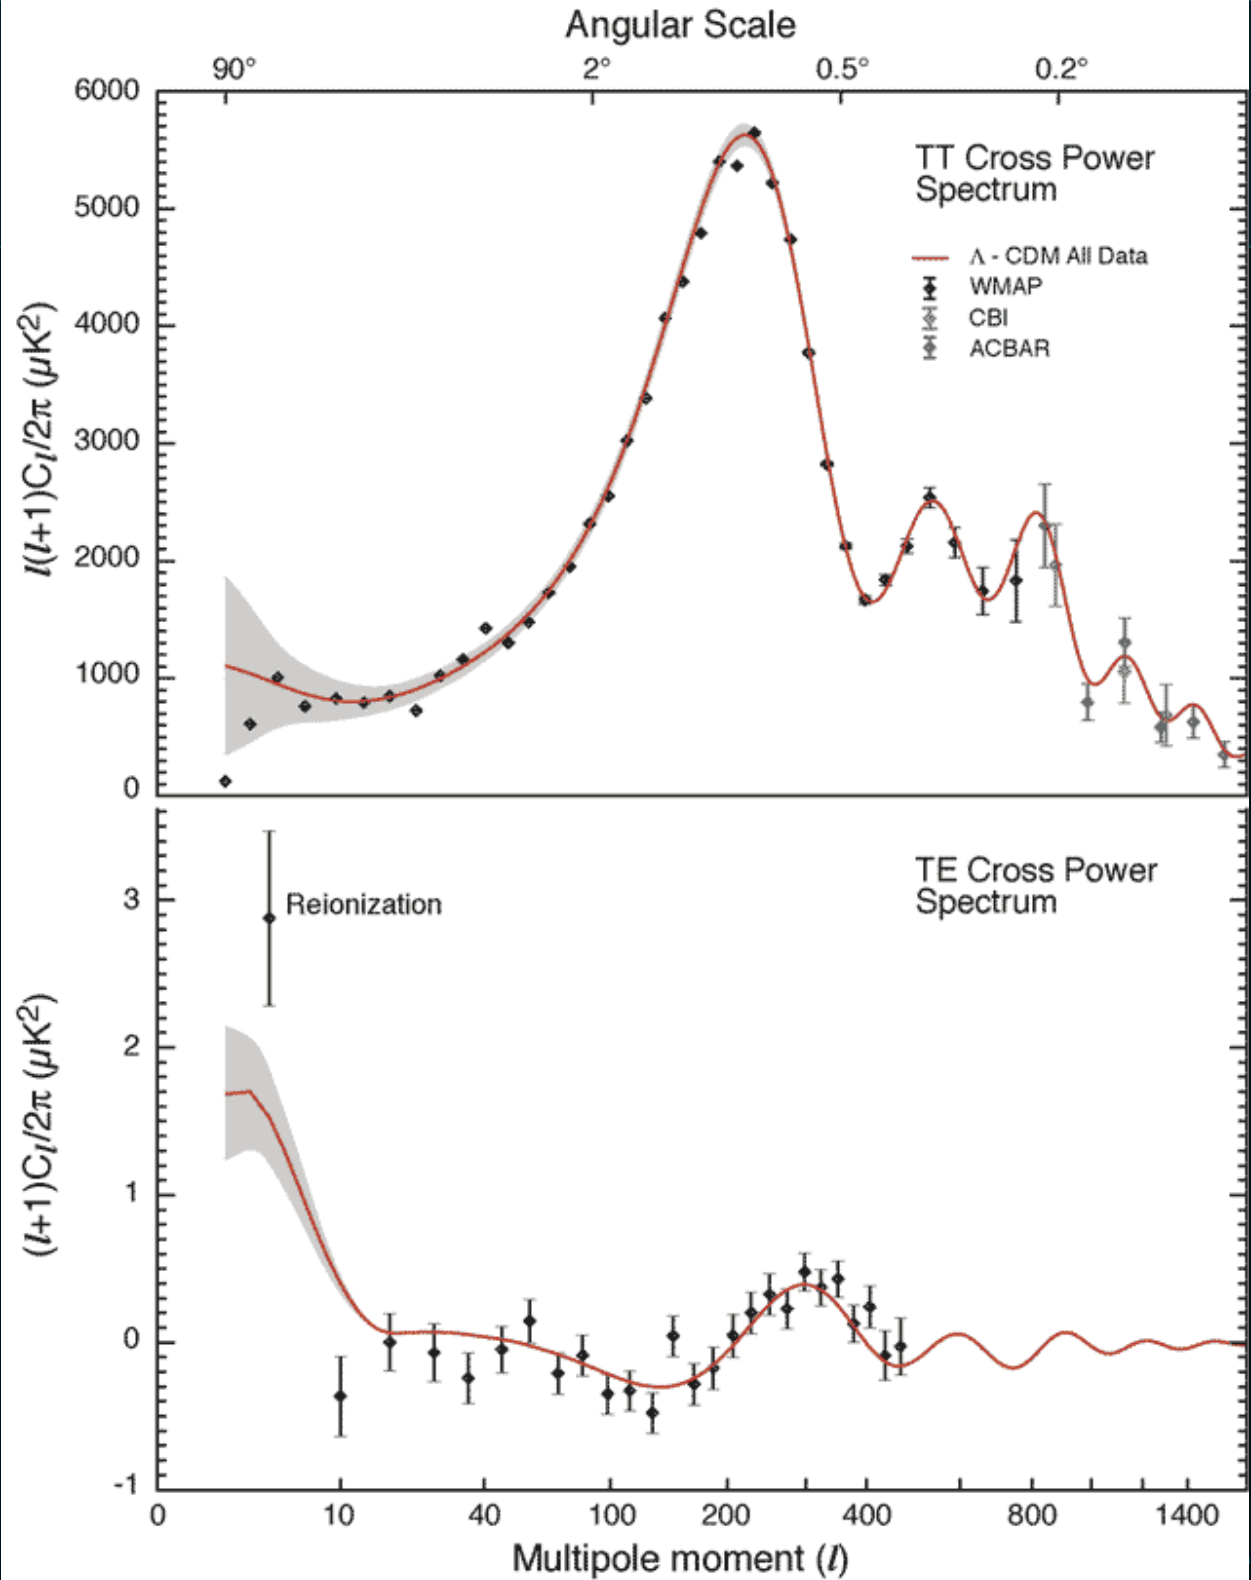 Angular Scale
90° 2° 0.5° 0.2°
6000
5000
4000
3000
2000
1000
0
l(l+1)Cl/2π (μK²)
TT Cross Power
Spectrum
Λ - CDM All Data
WMAP
CBI
ACBAR
3
2
1
0
-1
(l+1)Cl/2π (μK²)
Reionization
TE Cross Power
Spectrum
0 10 40 100 200 400 800 1400
Multipole moment (l)